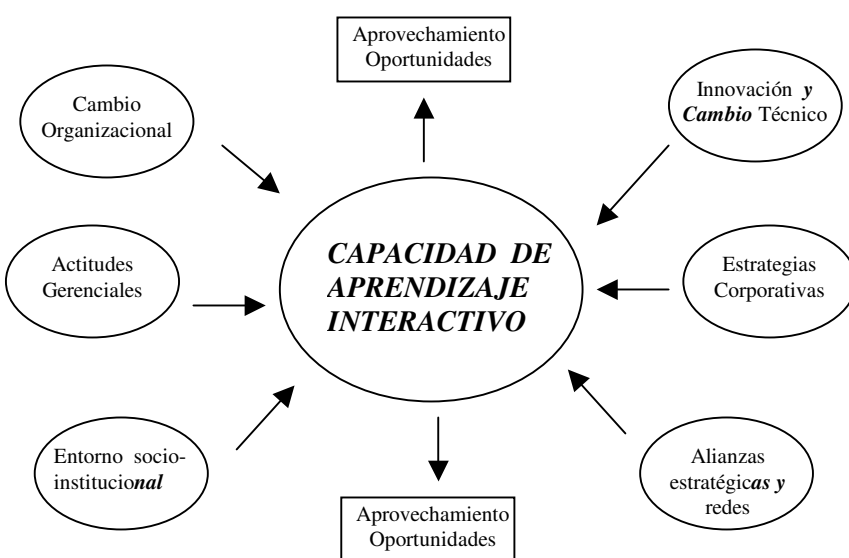 Aprovechamiento
Oportunidades
Cambio
Organizacional
Innovación y
Cambio Técnico
CAPACIDAD DE
APRENDIZAJE
INTERACTIVO
Actitudes
Gerenciales
Estrategias
Corporativas
Entorno socio-
institucional
Alianzas
estratégicas y
redes
Aprovechamiento
Oportunidades